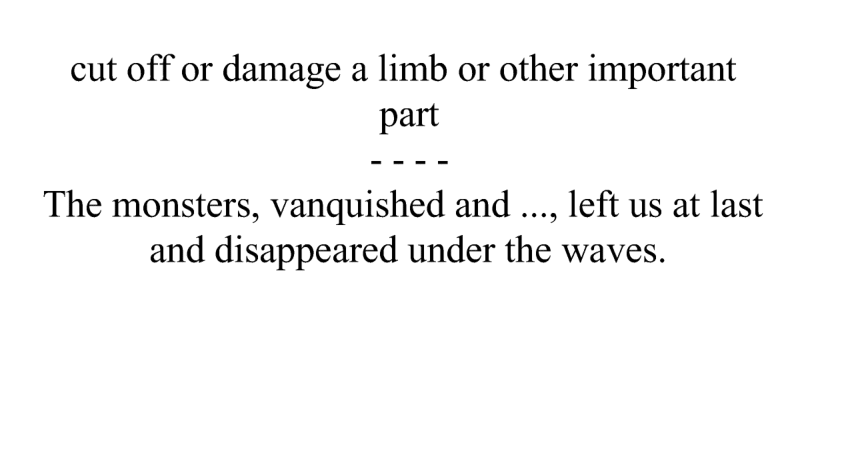 cut off or damage a limb or other important
part
- - - -
The monsters, vanquished and ..., left us at last
and disappeared under the waves.